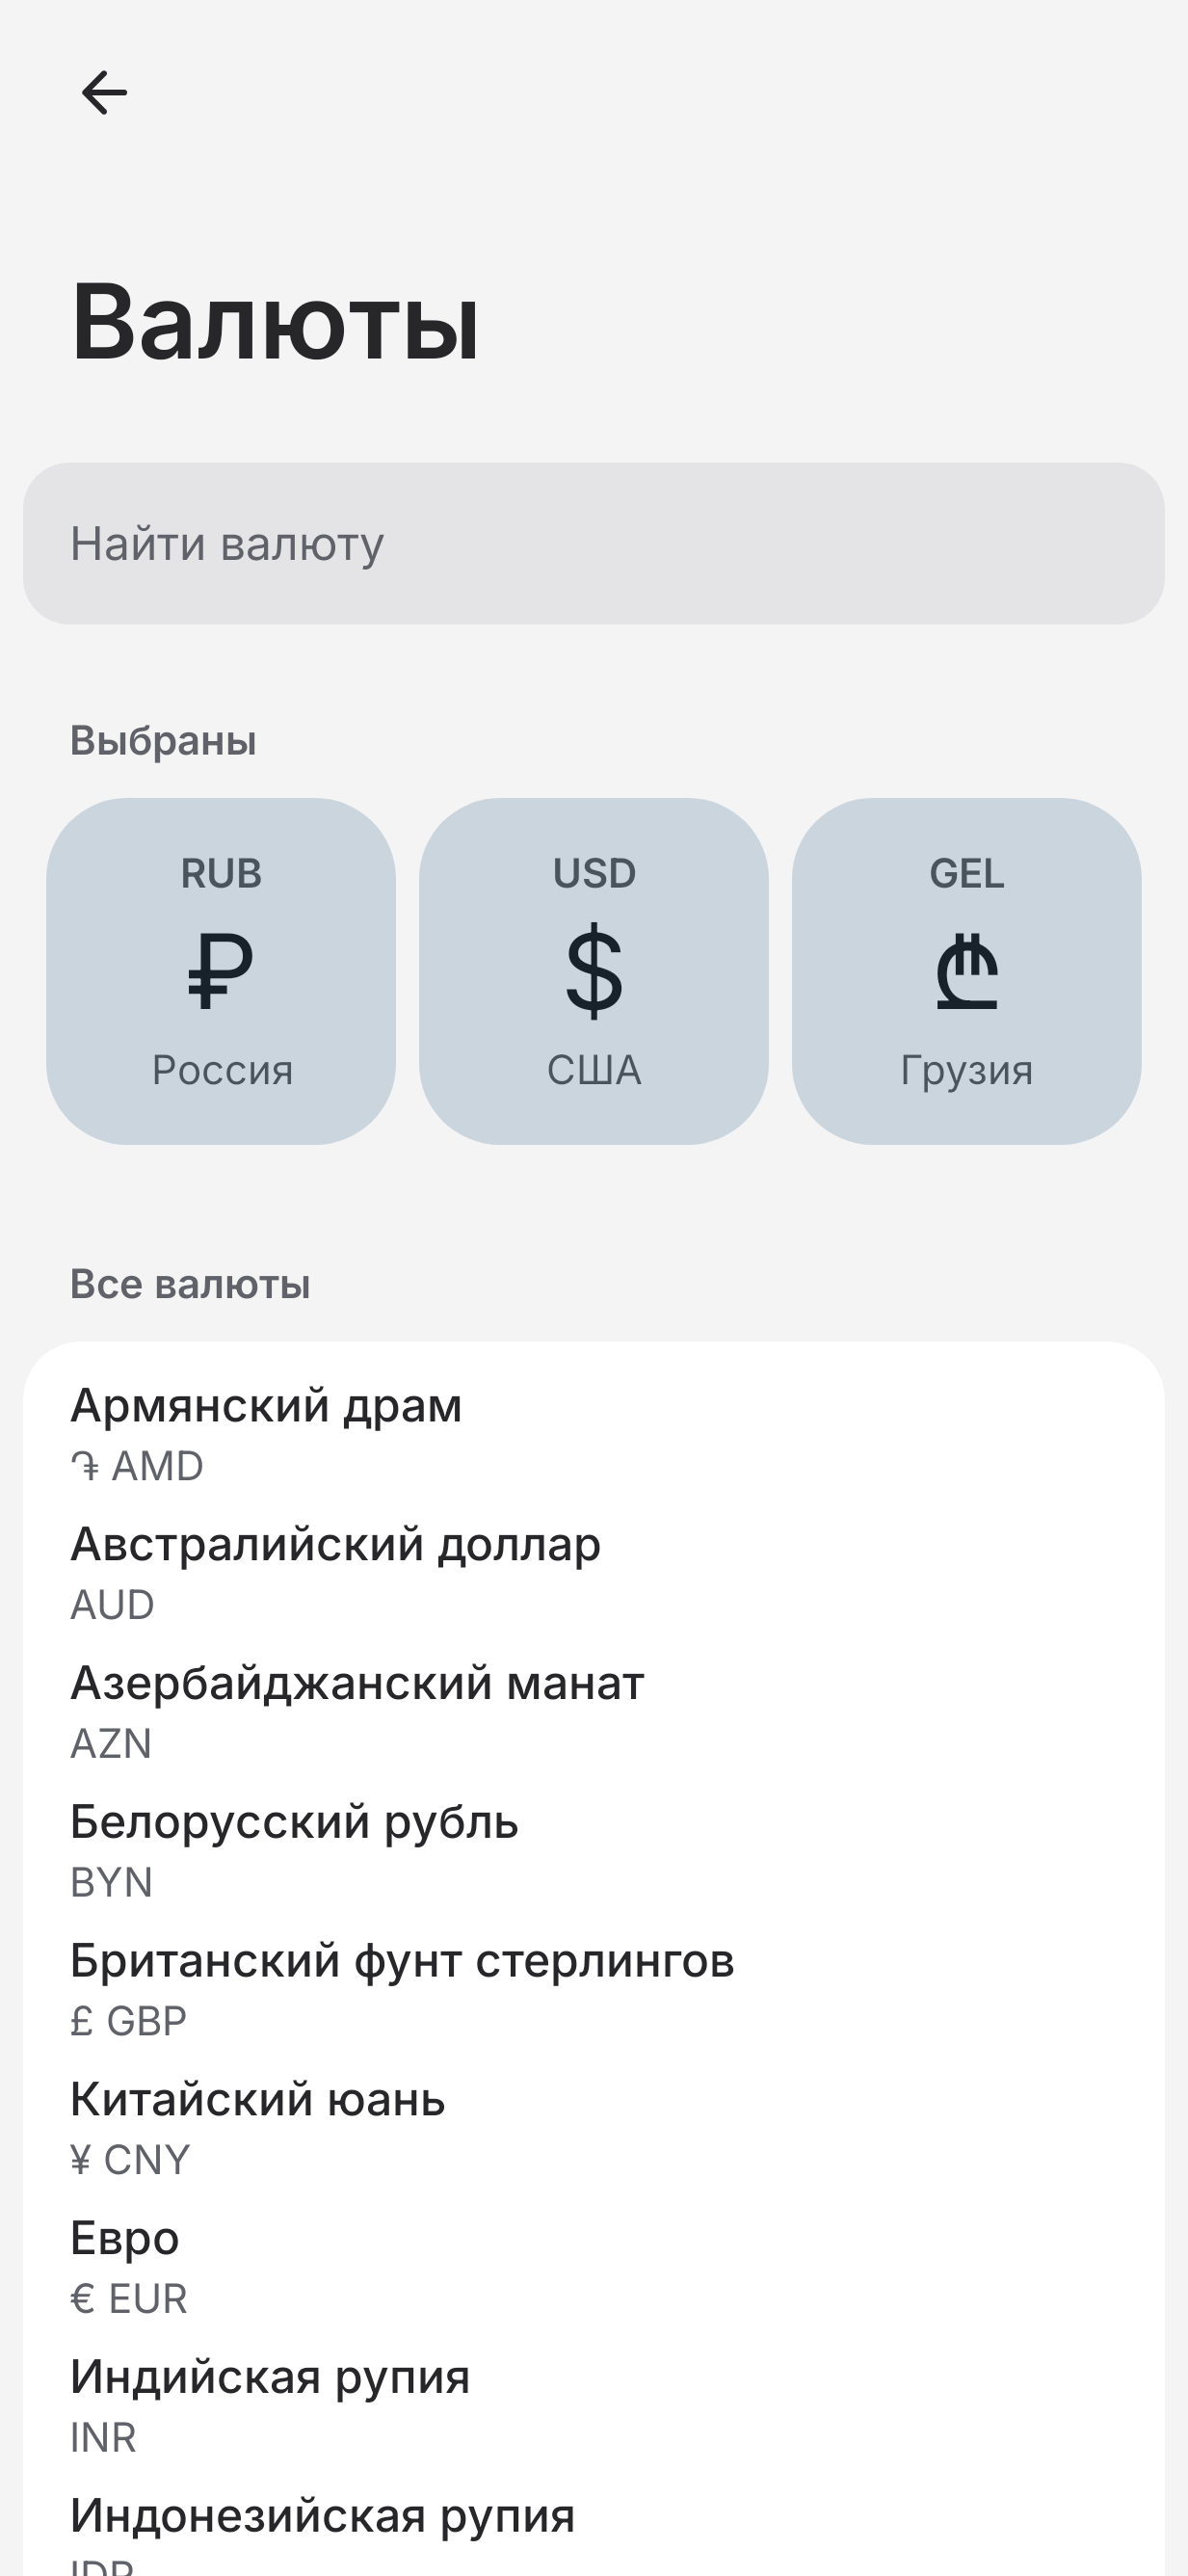 Валюты
Найти валюту
Выбраны
RUB
₽
Россия
USD
$
США
GEL
₾
Грузия
Все валюты
Армянский драм
֏ AMD
Австралийский доллар
AUD
Азербайджанский манат
AZN
Белорусский рубль
BYN
Британский фунт стерлингов
£ GBP
Китайский юань
¥ CNY
Евро
€ EUR
Индийская рупия
INR
Индонезийская рупия
IDR